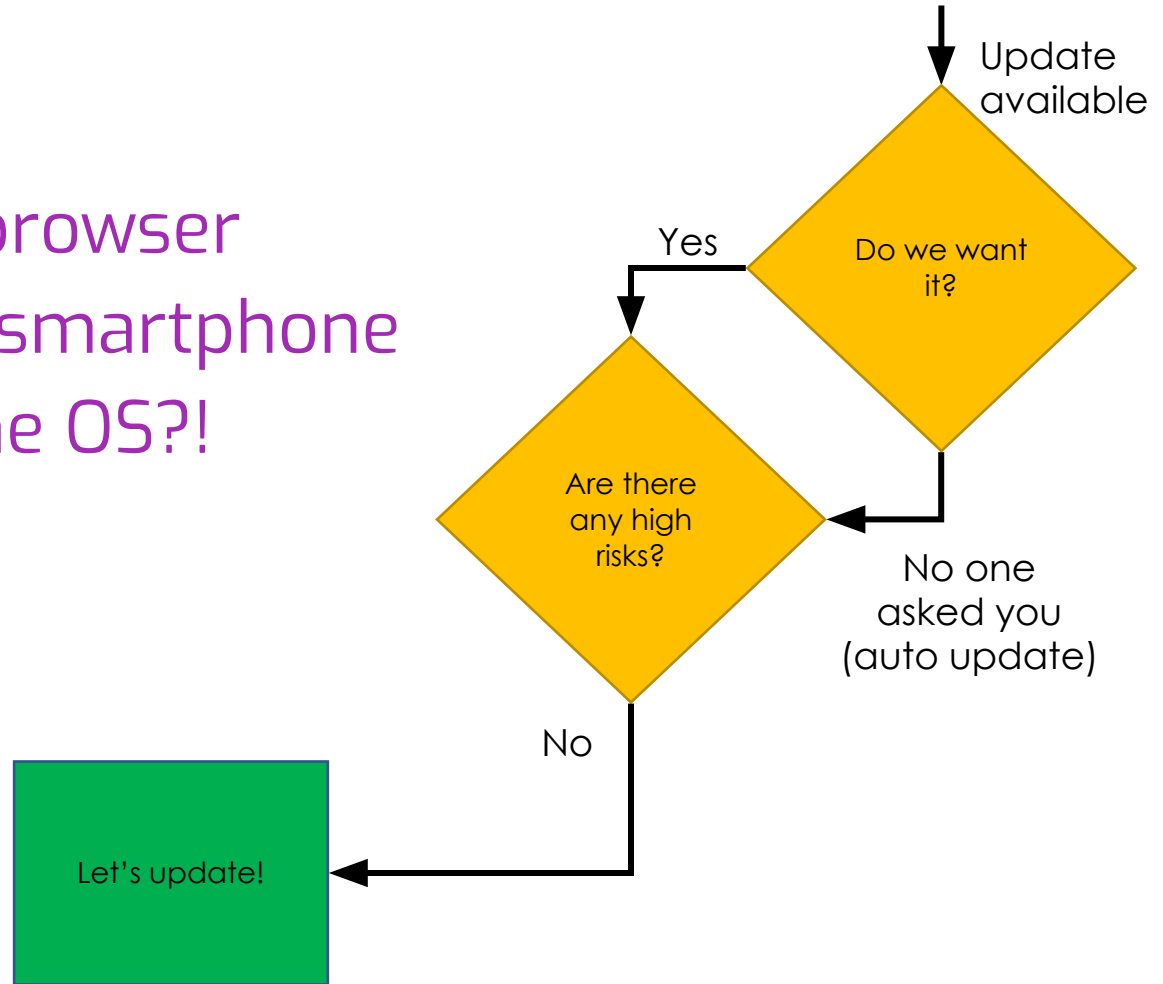 Update
available
browser
smartphone
he OS?!
Yes
Do we want
it?
Are there
any high
risks?
No one
asked you
(auto update)
No
Let’s update!